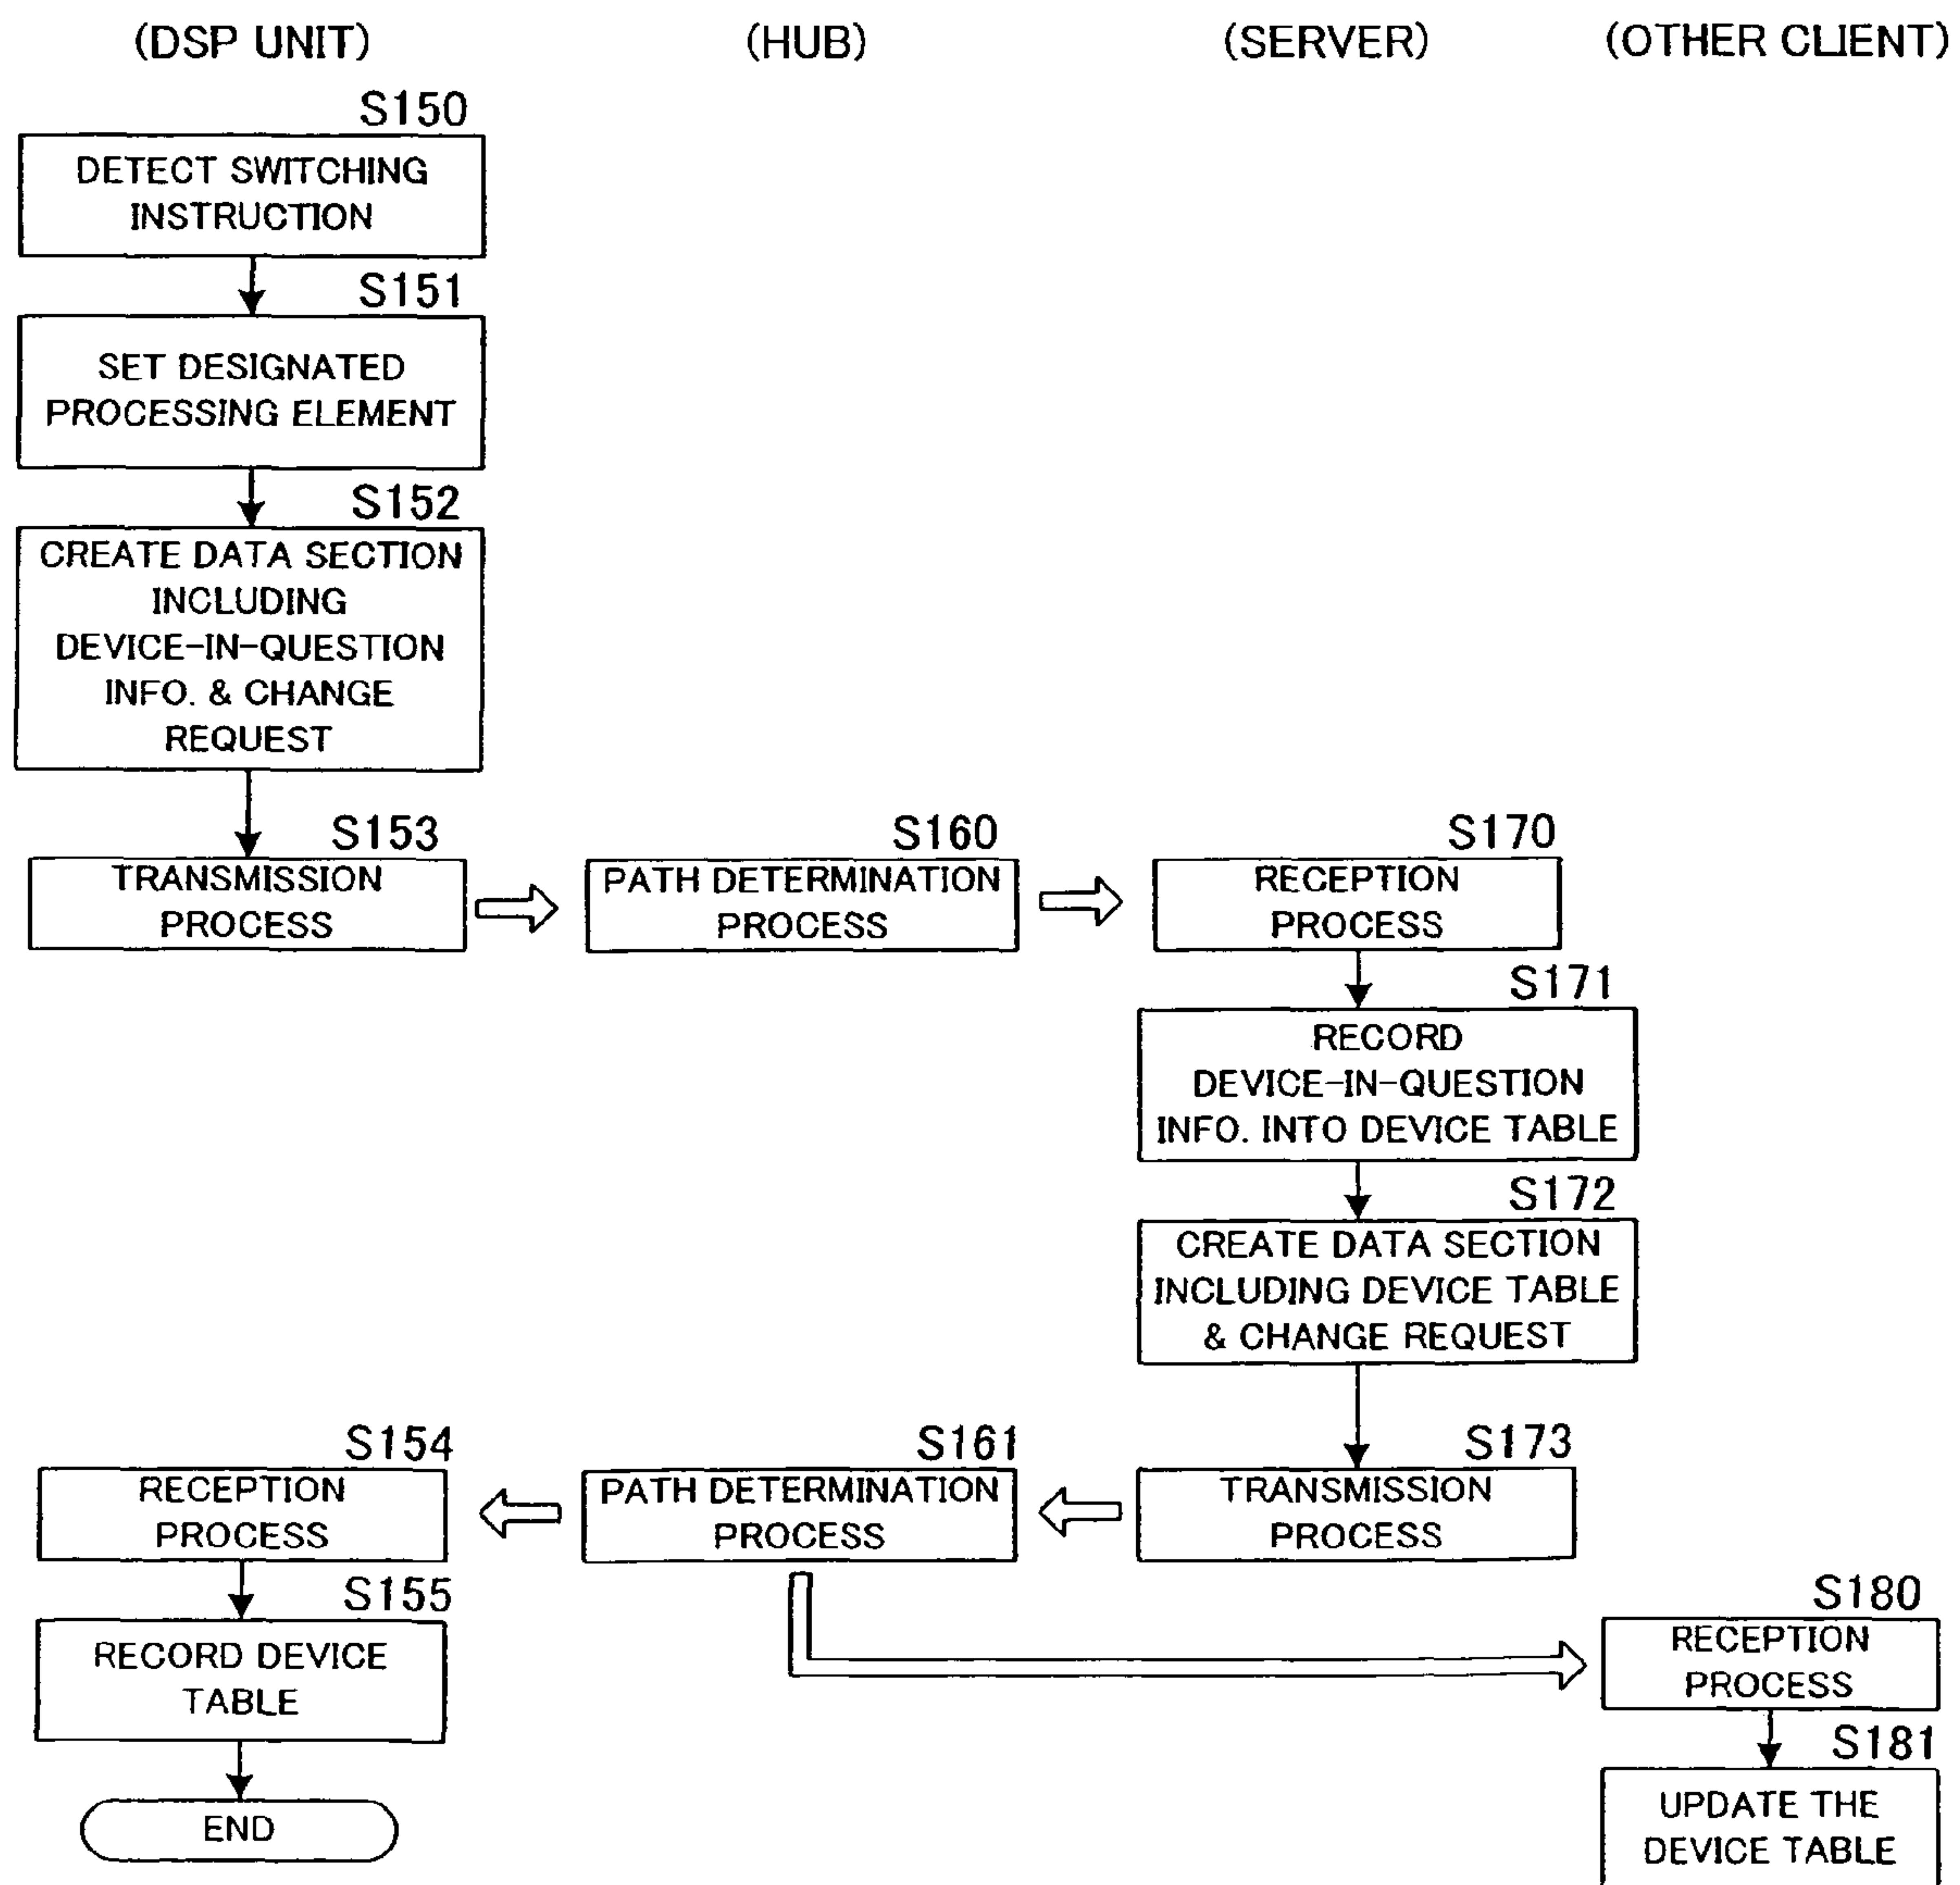 (DSP UNIT)
(HUB)
(SERVER)
(OTHER CLIENT)
S150
DETECT SWITCHING
INSTRUCTION
S151
SET DESIGNATED
PROCESSING ELEMENT
S152
CREATE DATA SECTION
INCLUDING
DEVICE-IN-QUESTION
INFO. & CHANGE
REQUEST
S153
TRANSMISSION
PROCESS
S160
PATH DETERMINATION
PROCESS
S170
RECEPTION
PROCESS
S171
RECORD
DEVICE-IN-QUESTION
INFO. INTO DEVICE TABLE
S172
CREATE DATA SECTION
INCLUDING DEVICE TABLE
& CHANGE REQUEST
S173
TRANSMISSION
PROCESS
S161
PATH DETERMINATION
PROCESS
S154
RECEPTION
PROCESS
S155
RECORD DEVICE
TABLE
END
S180
RECEPTION
PROCESS
S181
UPDATE THE
DEVICE TABLE